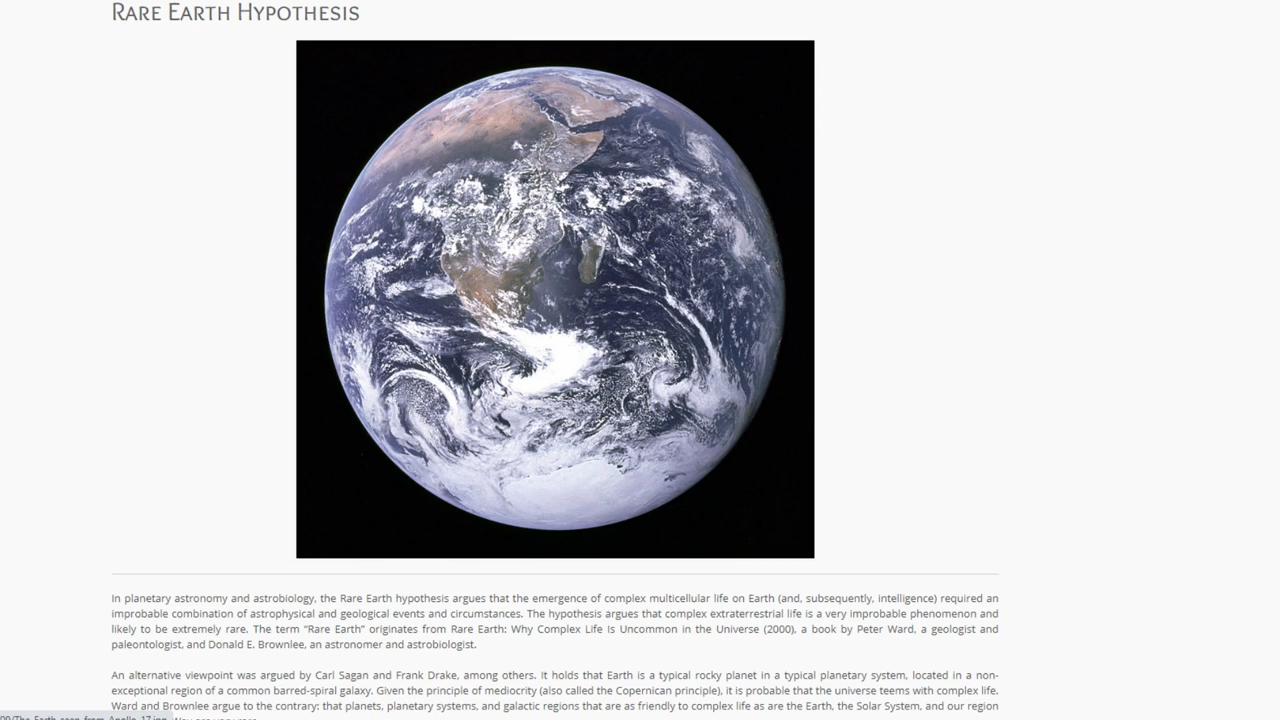 Rare Earth Hypothesis
In planetary astronomy and astrobiology, the Rare Earth hypothesis argues that the emergence of complex multicellular life on Earth (and, subsequently, intelligence) required an
improbable combination of astrophysical and geological events and circumstances. The hypothesis argues that complex extraterrestrial life is a very improbable phenomenon and
likely to be extremely rare. The term “Rare Earth” originates from Rare Earth: Why Complex Life Is Uncommon in the Universe (2000), a book by Peter Ward, a geologist and
paleontologist, and Donald E. Brownlee, an astronomer and astrobiologist.
An alternative viewpoint was argued by Carl Sagan and Frank Drake, among others. It holds that Earth is a typical rocky planet in a typical planetary system, located in a non-
exceptional region of a common barred-spiral galaxy. Given the principle of mediocrity (also called the Copernican principle), it is probable that the universe teems with complex life.
Ward and Brownlee argue to the contrary: that planets, planetary systems, and galactic regions that are as friendly to complex life as are the Earth, the Solar System, and our region